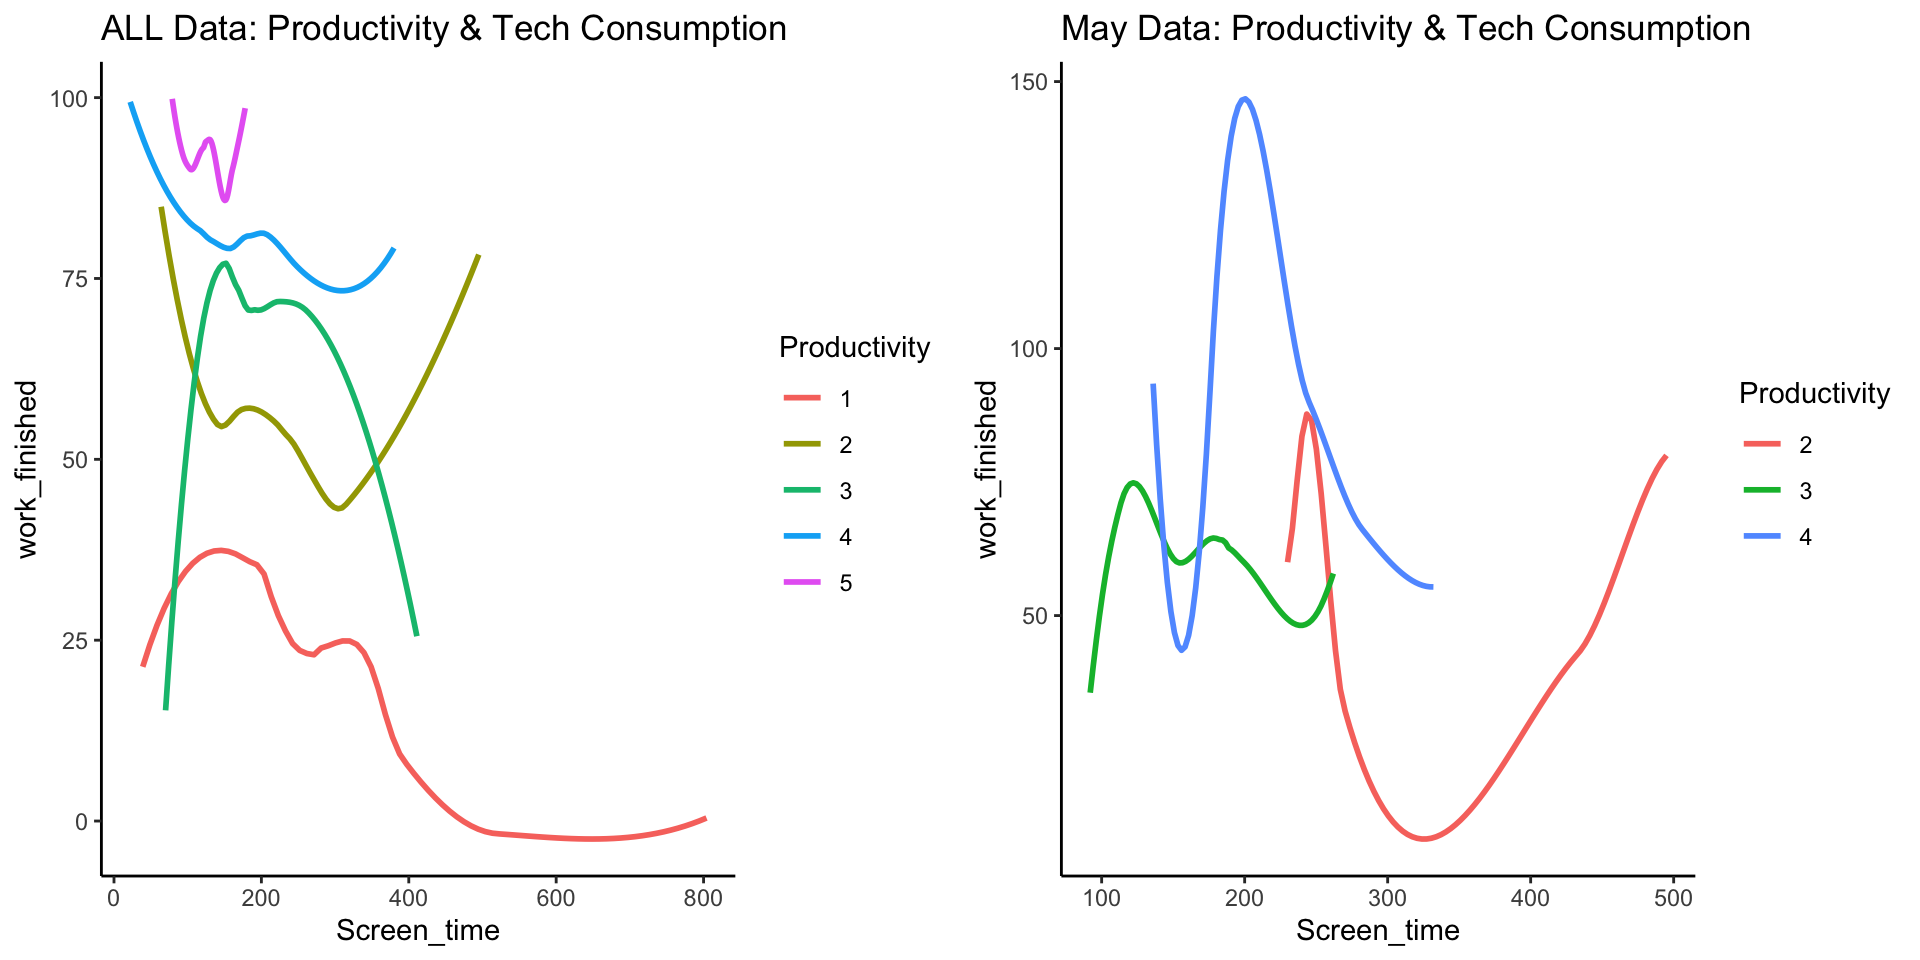 ALL Data: Productivity & Tech Consumption
work_finished
100
75
50
25
0
0 200 400 600 800
Screen_time
Productivity
1
2
3
4
5
May Data: Productivity & Tech Consumption
work_finished
150
100
50
100 200 300 400 500
Screen_time
Productivity
2
3
4